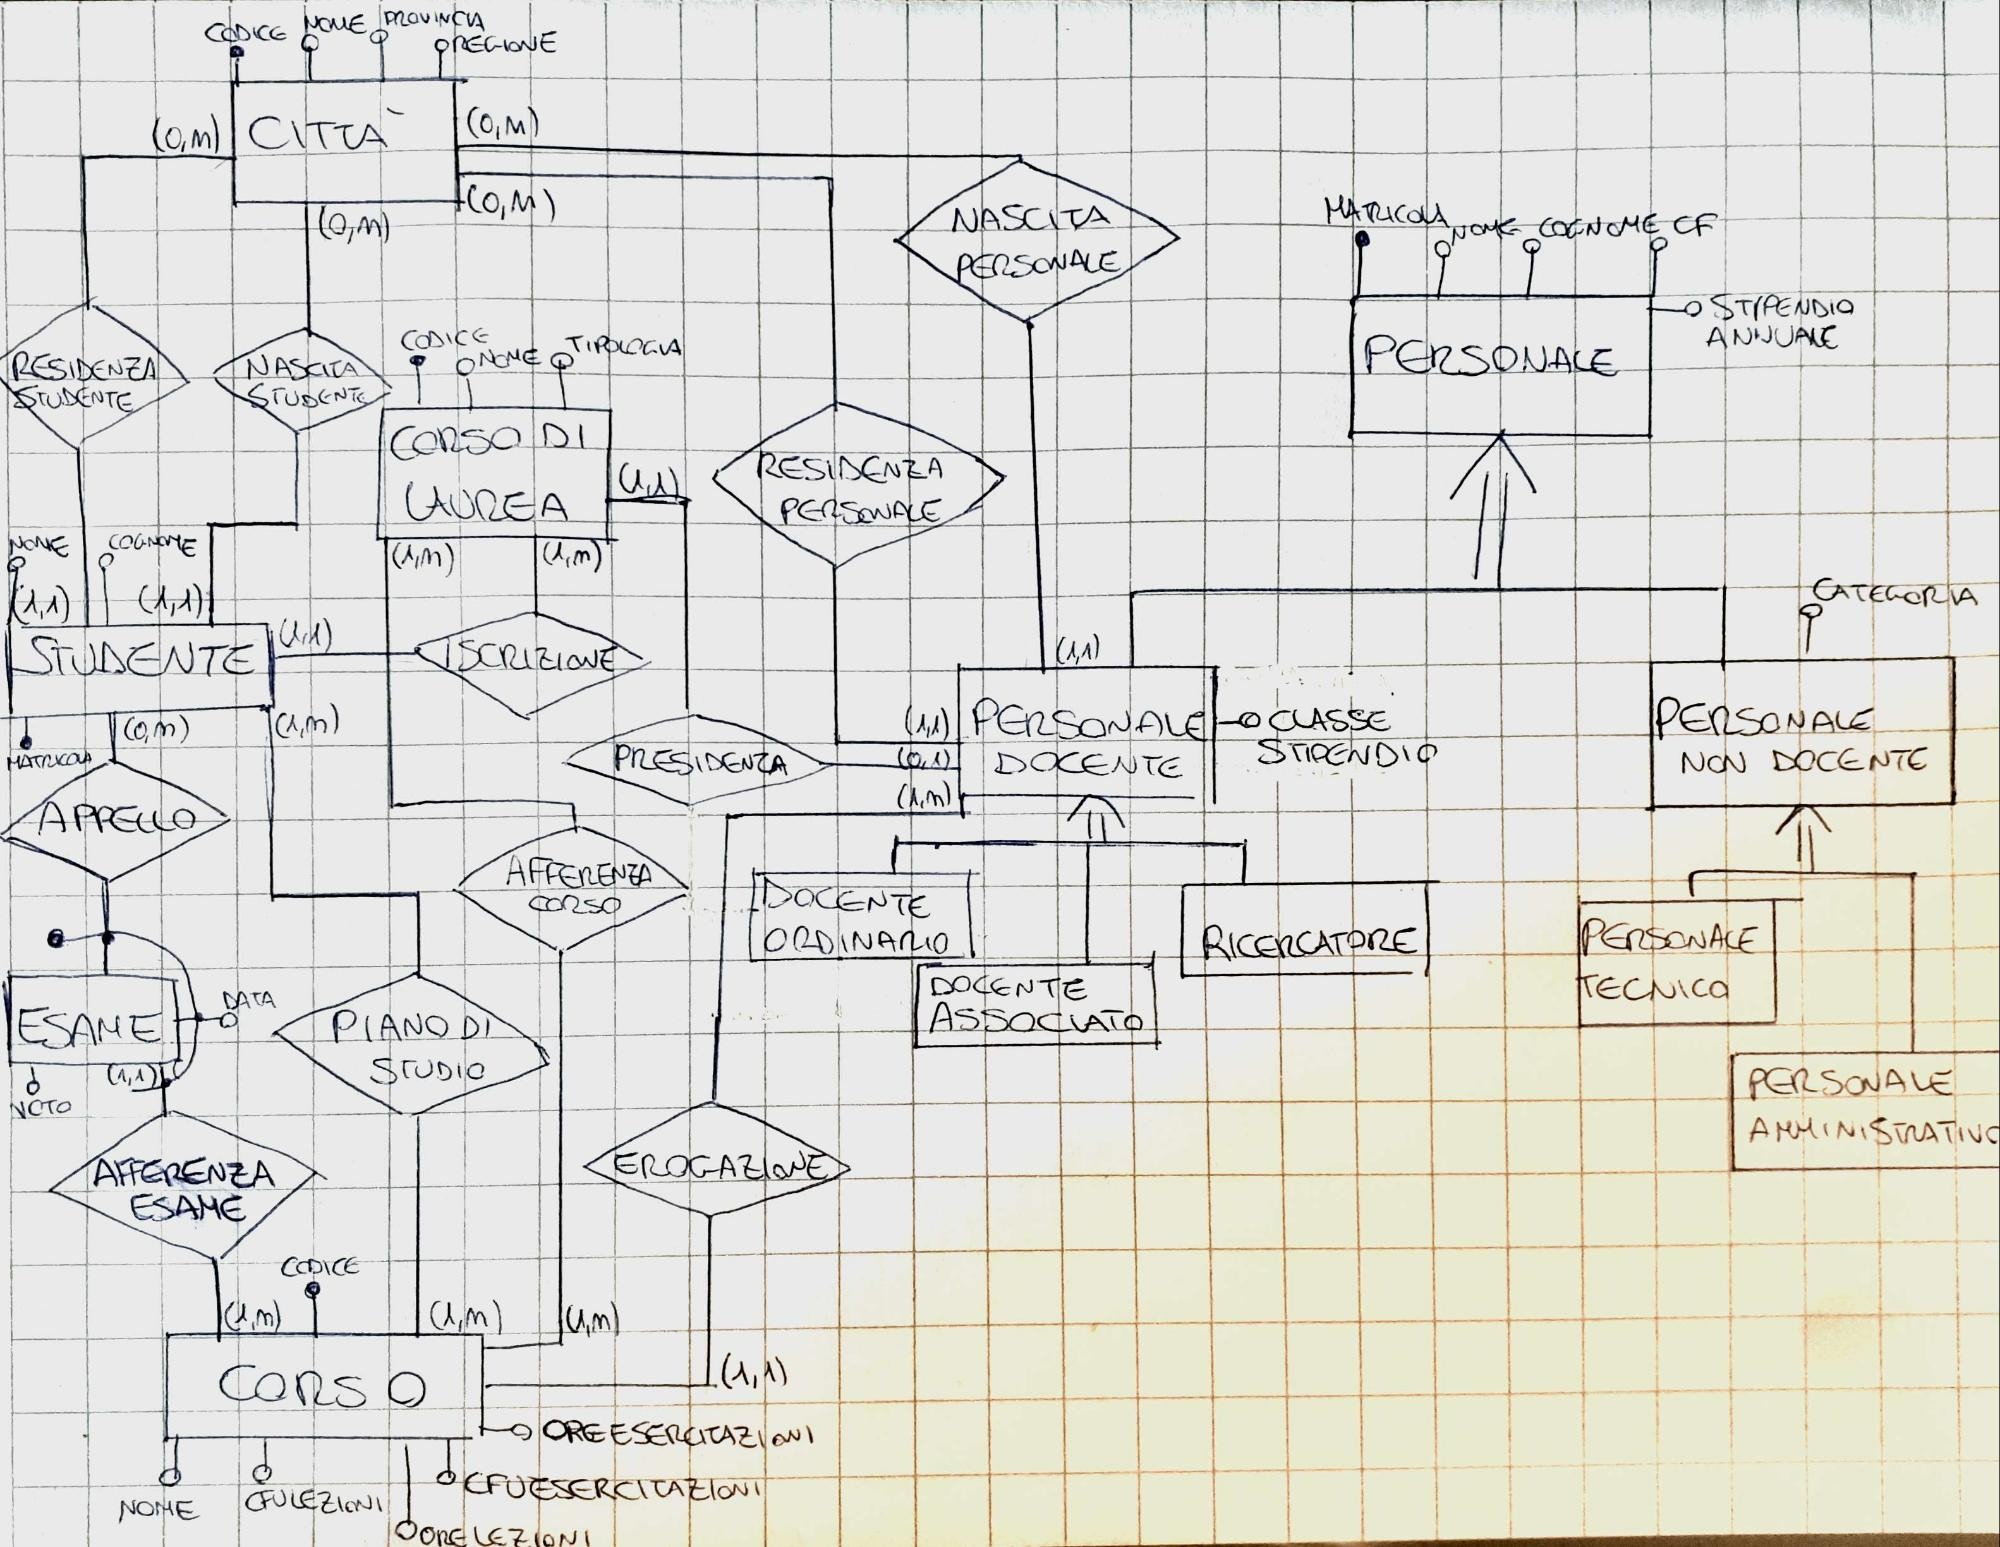 CODICE NOME PROVINCIA
REGIONE
(0,m) CITTÀ (0,m)
(0,m)
(0,m)
NASCITA
PERSONALE
MATRICOLA NOME COGNOME CF
STIPENDIO
ANNUALE
PERSONALE
RESIDENZA
STUDENTE
NASCITA
STUDENTE
CODICE NOME TIPOLOGIA
CORSO DI
LAUREA
(1,1)
(1,m) (1,m)
RESIDENZA
PERSONALE
NOME COGNOME
(1,1) (1,1)
STUDENTE (1,1)
ISCRIZIONE
MATRICOLA (0,m) (1,m)
CATEGORIA
(1,1)
(1,1) PERSONALE
DOCENTE
(0,1)
(1,m)
CLASSE
STIPENDIO
PERSONALE
NON DOCENTE
PRESIDENZA
APPELLO
AFFERENZA
CORSO
DOCENTE
ORDINARIO
DOCENTE
ASSOCIATO
RICERCATORE
PERSONALE
TECNICO
PERSONALE
AMMINISTRATIVO
ESAME DATA
VOTO (1,1)
PIANO DI
STUDIO
AFFERENZA
ESAME
EROGAZIONE
CODICE
(1,m) (1,m) (1,m)
CORSO (1,1)
ORE ESERCITAZIONI
NOME CFULEZIONI CFUESERCITAZIONI
ORELEZIONI